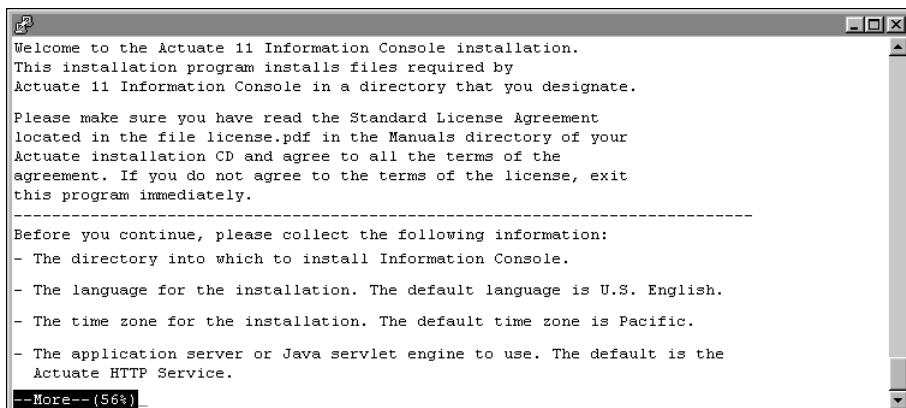 Welcome to the Actuate 11 Information Console installation.
This installation program installs files required by
Actuate 11 Information Console in a directory that you designate.
Please make sure you have read the Standard License Agreement
located in the file license.pdf in the Manuals directory of your
Actuate installation CD and agree to all the terms of the
agreement. If you do not agree to the terms of the license, exit
this program immediately.
--------------------------------------------------------------------------
Before you continue, please collect the following information:
- The directory into which to install Information Console.
- The language for the installation. The default language is U.S. English.
- The time zone for the installation. The default time zone is Pacific.
- The application server or Java servlet engine to use. The default is the
Actuate HTTP Service.
--More--(56%)_